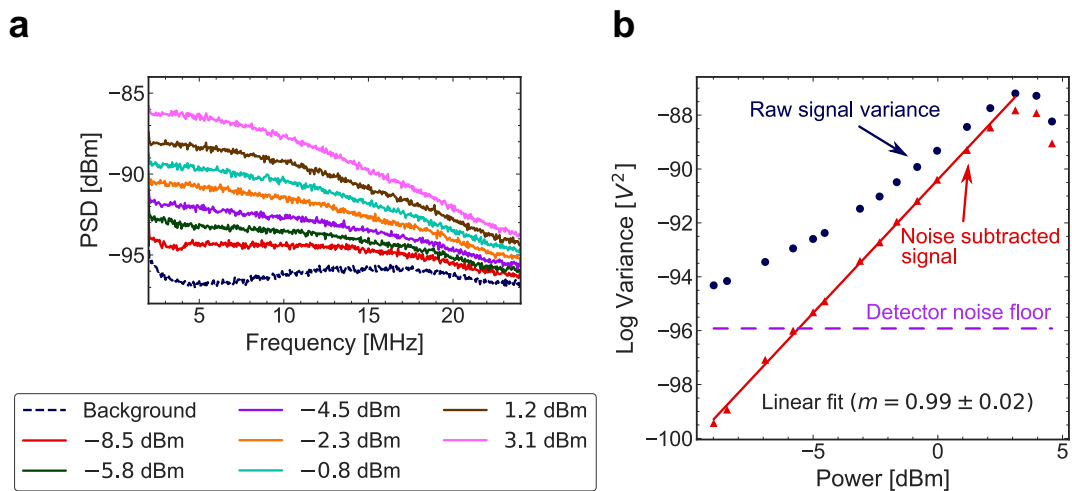 a
PSD [dBm]
−85
−90
−95
5
10
15
20
Frequency [MHz]
Background
−8.5 dBm
−5.8 dBm
−4.5 dBm
−2.3 dBm
−0.8 dBm
1.2 dBm
3.1 dBm
b
Log Variance [V²]
−88
−90
−92
−94
−96
−98
−100
Raw signal variance
Noise subtracted
signal
Detector noise floor
Linear fit (m = 0.99 ± 0.02)
−5
0
5
Power [dBm]